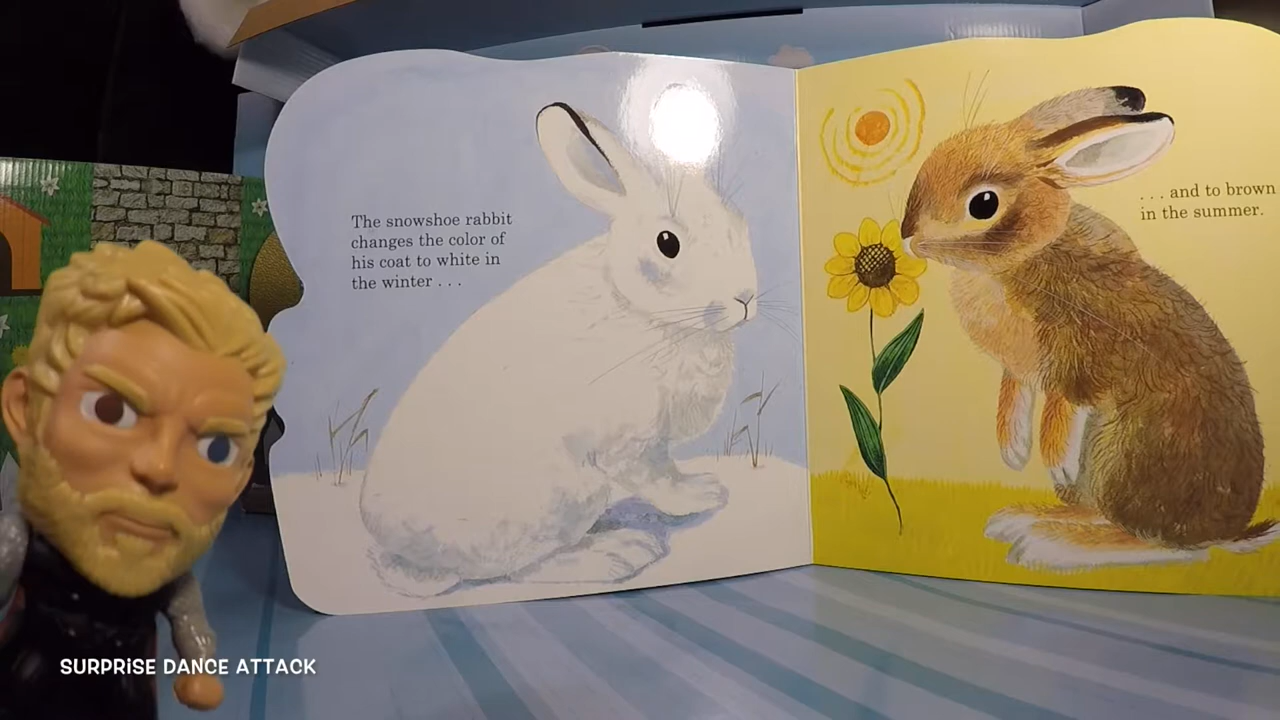 The snowshoe rabbit
changes the color of
his coat to white in
the winter . . .
. . . and to brown
in the summer.
SURPRiSE DANCE ATTACK